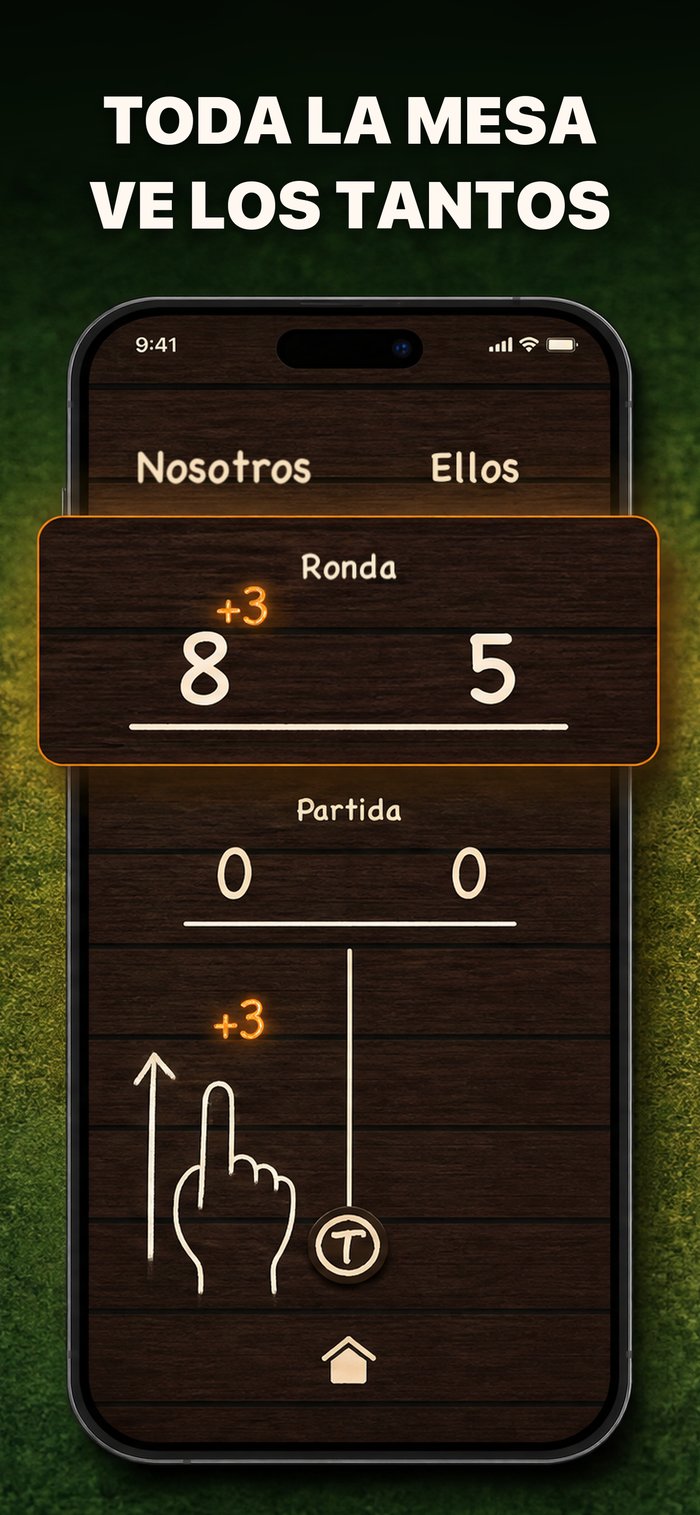 TODA LA MESA
VE LOS TANTOS
9:41
Nosotros Ellos
Ronda
+3
8 5
Partida
0 0
+3
T